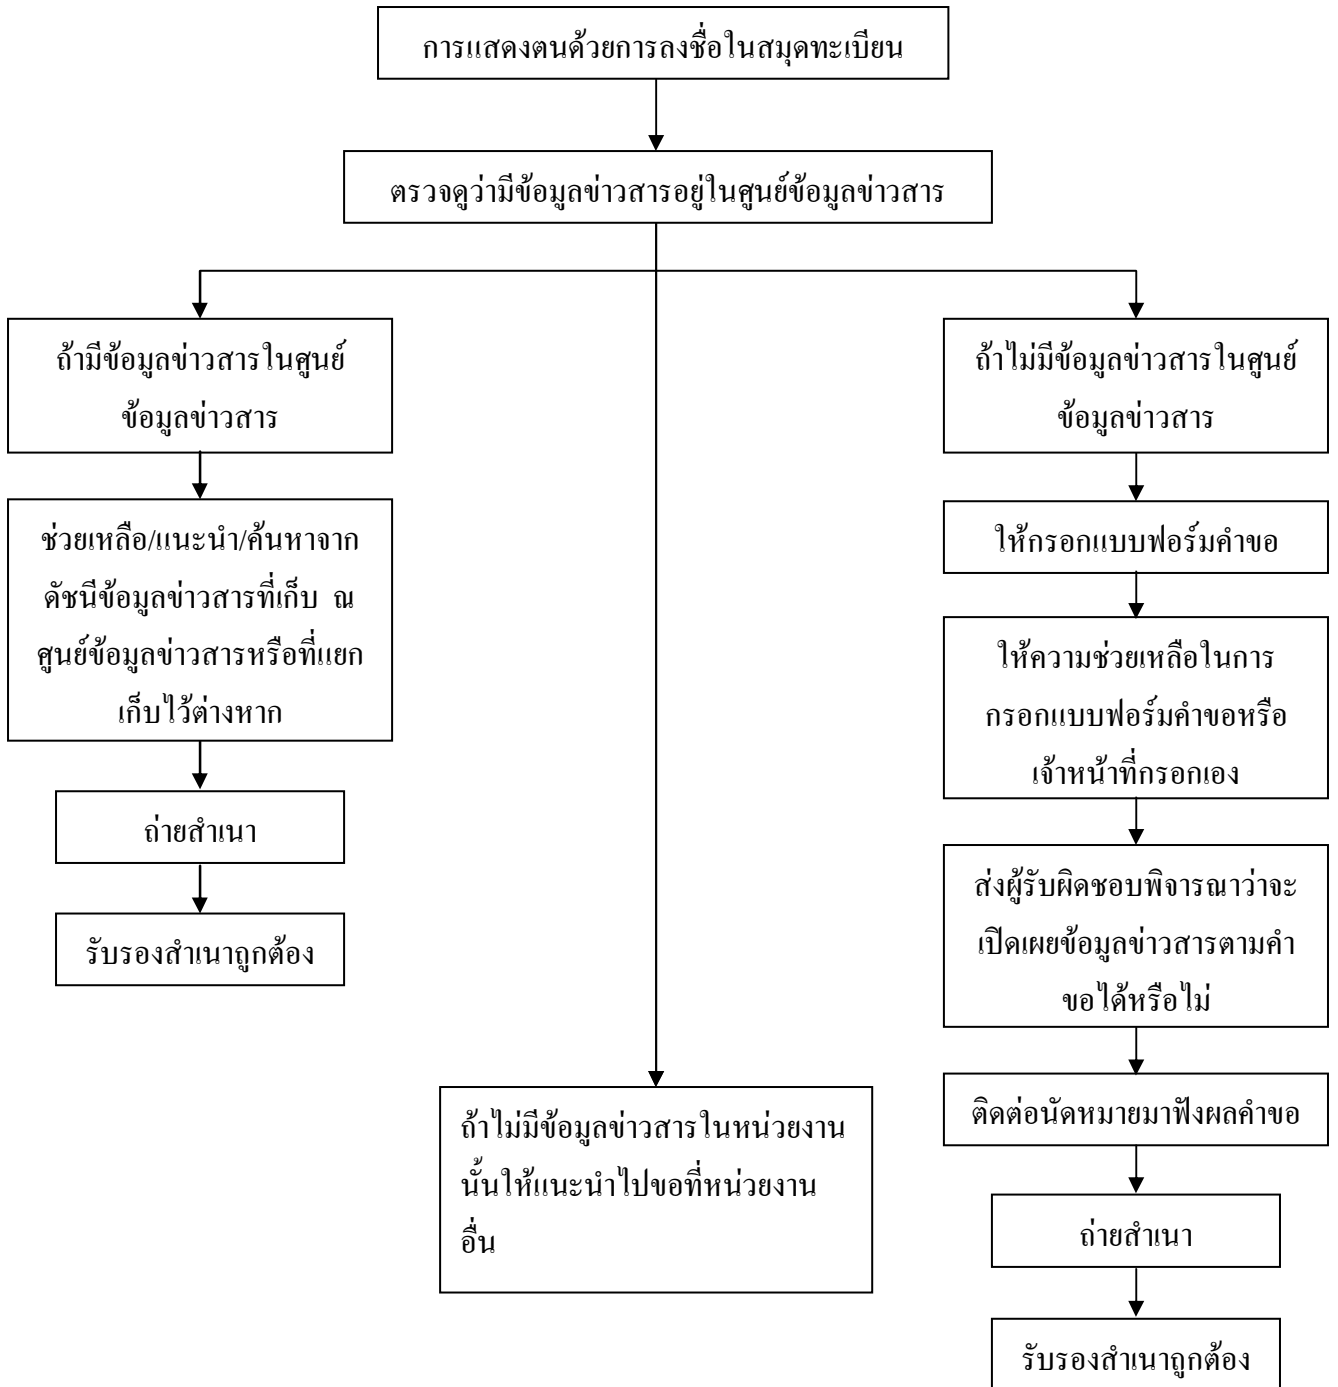 การแสดงตนด้วยการลงชื่อในสมุดทะเบียน
ตรวจดูว่ามีข้อมูลข่าวสารอยู่ในศูนย์ข้อมูลข่าวสาร
ถ้ามีข้อมูลข่าวสารในศูนย์
ข้อมูลข่าวสาร
ช่วยเหลือ/แนะนำ/ค้นหาจาก
ดัชนีข้อมูลข่าวสารที่เก็บ ณ
ศูนย์ข้อมูลข่าวสารหรือที่แยก
เก็บไว้ต่างหาก
ถ่ายสำเนา
รับรองสำเนาถูกต้อง
ถ้าไม่มีข้อมูลข่าวสารในหน่วยงาน
นั้นให้แนะนำไปขอที่หน่วยงาน
อื่น
ถ้าไม่มีข้อมูลข่าวสารในศูนย์
ข้อมูลข่าวสาร
ให้กรอกแบบฟอร์มคำขอ
ให้ความช่วยเหลือในการ
กรอกแบบฟอร์มคำขอหรือ
เจ้าหน้าที่กรอกเอง
ส่งผู้รับผิดชอบพิจารณาว่าจะ
เปิดเผยข้อมูลข่าวสารตามคำ
ขอได้หรือไม่
ติดต่อนัดหมายมาฟังผลคำขอ
ถ่ายสำเนา
รับรองสำเนาถูกต้อง